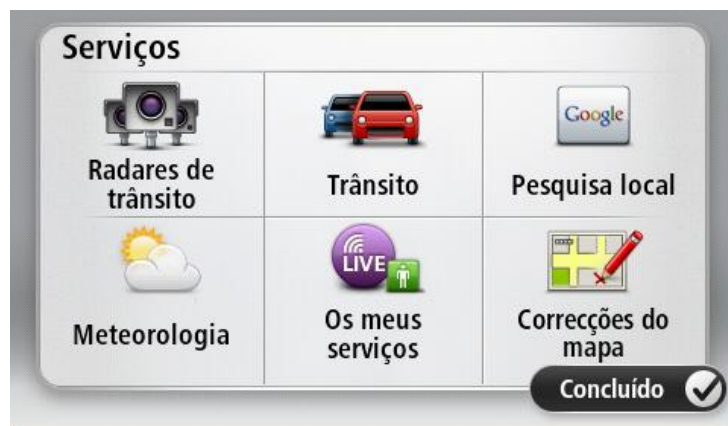 Serviços
Radares de
trânsito
Trânsito
Google
Pesquisa local
Meteorologia
LIVE
Os meus
serviços
Correcções do
mapa
Concluído